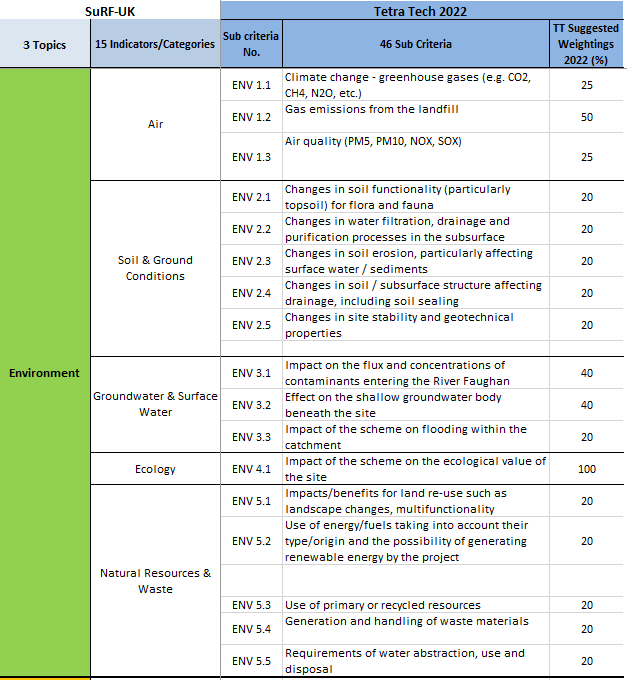 SuRF-UK
Tetra Tech 2022
3 Topics
15 Indicators/Categories
Sub criteria
No.
46 Sub Criteria
TT Suggested
Weightings
2022 (%)
Environment
Air
ENV 1.1
Climate change - greenhouse gases (e.g. CO2,
CH4, N2O, etc.)
25
ENV 1.2
Gas emissions from the landfill
50
ENV 1.3
Air quality (PM5, PM10, NOX, SOX)
25
Soil & Ground
Conditions
ENV 2.1
Changes in soil functionality (particularly
topsoil) for flora and fauna
20
ENV 2.2
Changes in water filtration, drainage and
purification processes in the subsurface
20
ENV 2.3
Changes in soil erosion, particularly affecting
surface water / sediments
20
ENV 2.4
Changes in soil / subsurface structure affecting
drainage, including soil sealing
20
ENV 2.5
Changes in site stability and geotechnical
properties
20
Groundwater & Surface
Water
ENV 3.1
Impact on the flux and concentrations of
contaminants entering the River Faughan
40
ENV 3.2
Effect on the shallow groundwater body
beneath the site
40
ENV 3.3
Impact of the scheme on flooding within the
catchment
20
Ecology
ENV 4.1
Impact of the scheme on the ecological value of
the site
100
Natural Resources &
Waste
ENV 5.1
Impacts/benefits for land re-use such as
landscape changes, multifunctionality
20
ENV 5.2
Use of energy/fuels taking into account their
type/origin and the possibility of generating
renewable energy by the project
20
ENV 5.3
Use of primary or recycled resources
20
ENV 5.4
Generation and handling of waste materials
20
ENV 5.5
Requirements of water abstraction, use and
disposal
20